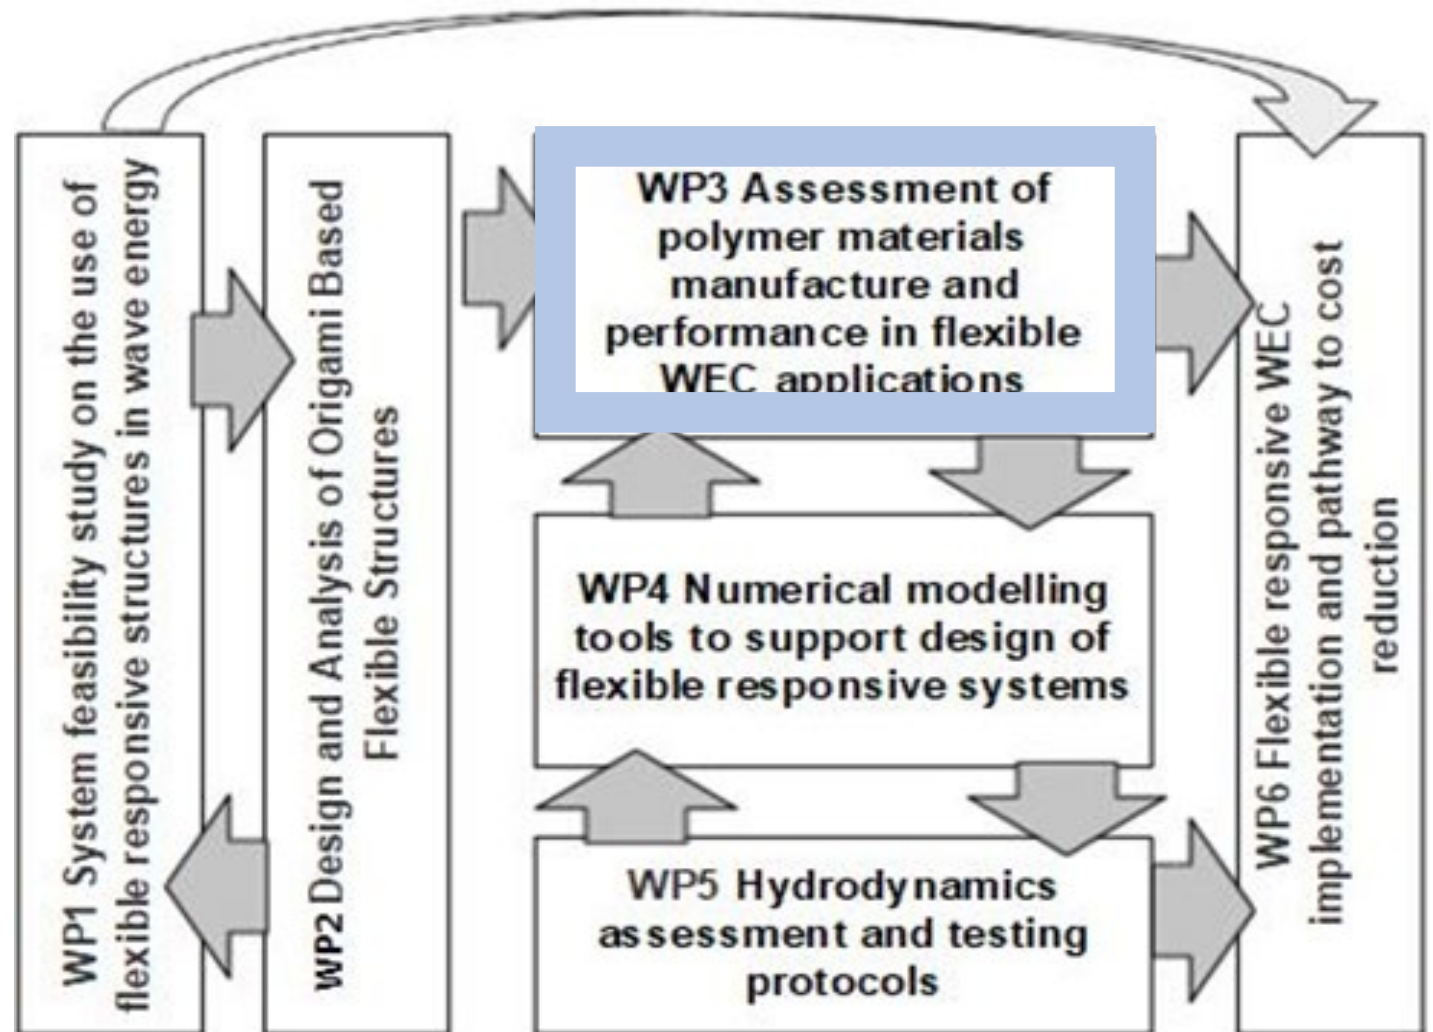 WP1 System feasibility study on the use of
flexible responsive structures in wave energy
WP2 Design and Analysis of Origami Based
Flexible Structures
WP3 Assessment of
polymer materials
manufacture and
performance in flexible
WEC applications
WP4 Numerical modelling
tools to support design of
flexible responsive systems
WP5 Hydrodynamics
assessment and testing
protocols
WP6 Flexible responsive WEC
implementation and pathway to cost
reduction